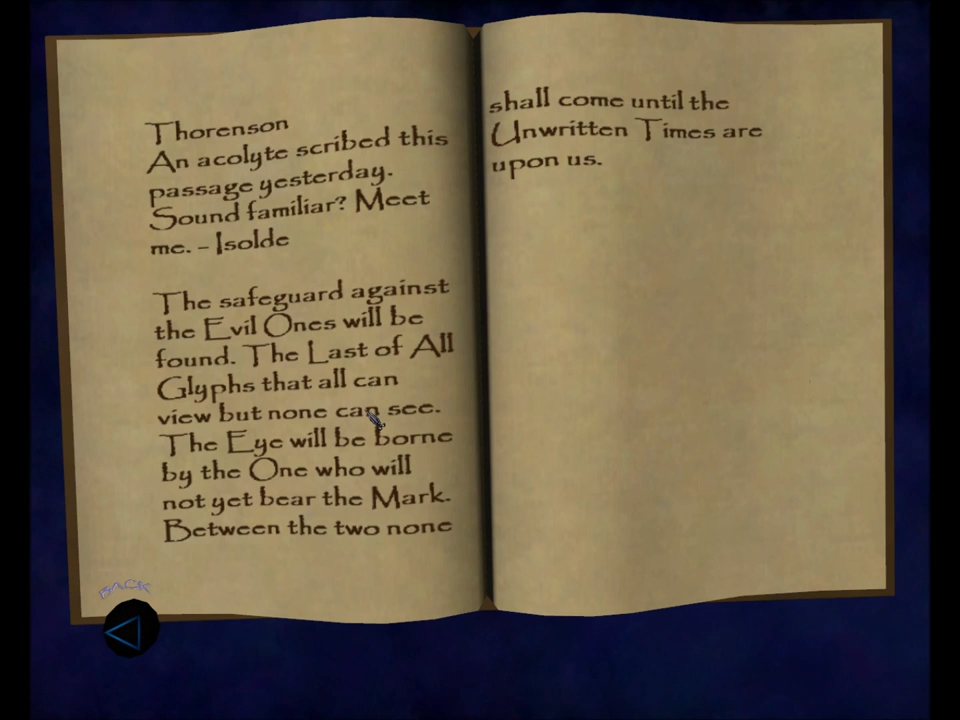 Thorenson
An acolyte scribed this
passage yesterday.
Sound familiar? Meet
me. - Isolde
The safeguard against
the Evil Ones will be
found. The Last of All
Glyphs that all can
view but none can see.
The Eye will be borne
by the One who will
not yet bear the Mark.
Between the two none
shall come until the
Unwritten Times are
upon us.
BACK